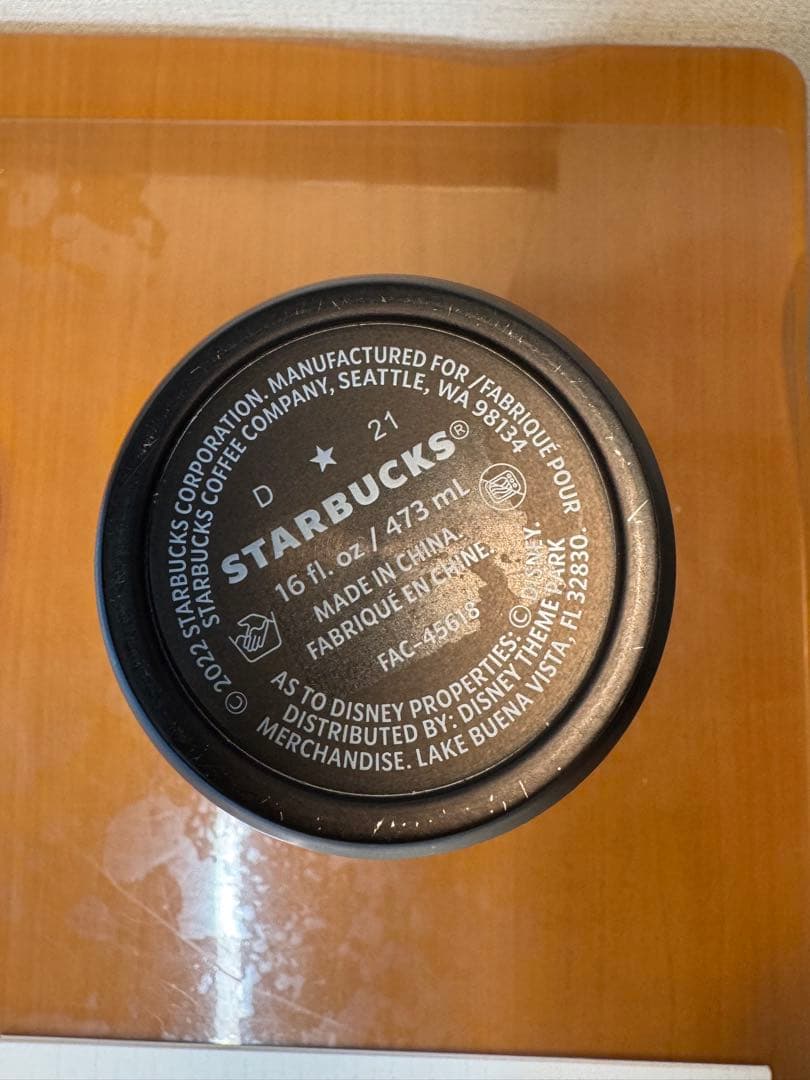 © 2022 STARBUCKS CORPORATION. MANUFACTURED FOR / FABRIQUÉ POUR
STARBUCKS COFFEE COMPANY, SEATTLE, WA 98134
D ★ 21
STARBUCKS®
16 fl. oz / 473 mL
MADE IN CHINA.
FABRIQUÉ EN CHINE.
FAC-45618
AS TO DISNEY PROPERTIES: © DISNEY.
DISTRIBUTED BY: DISNEY THEME PARK
MERCHANDISE. LAKE BUENA VISTA, FL 32830.